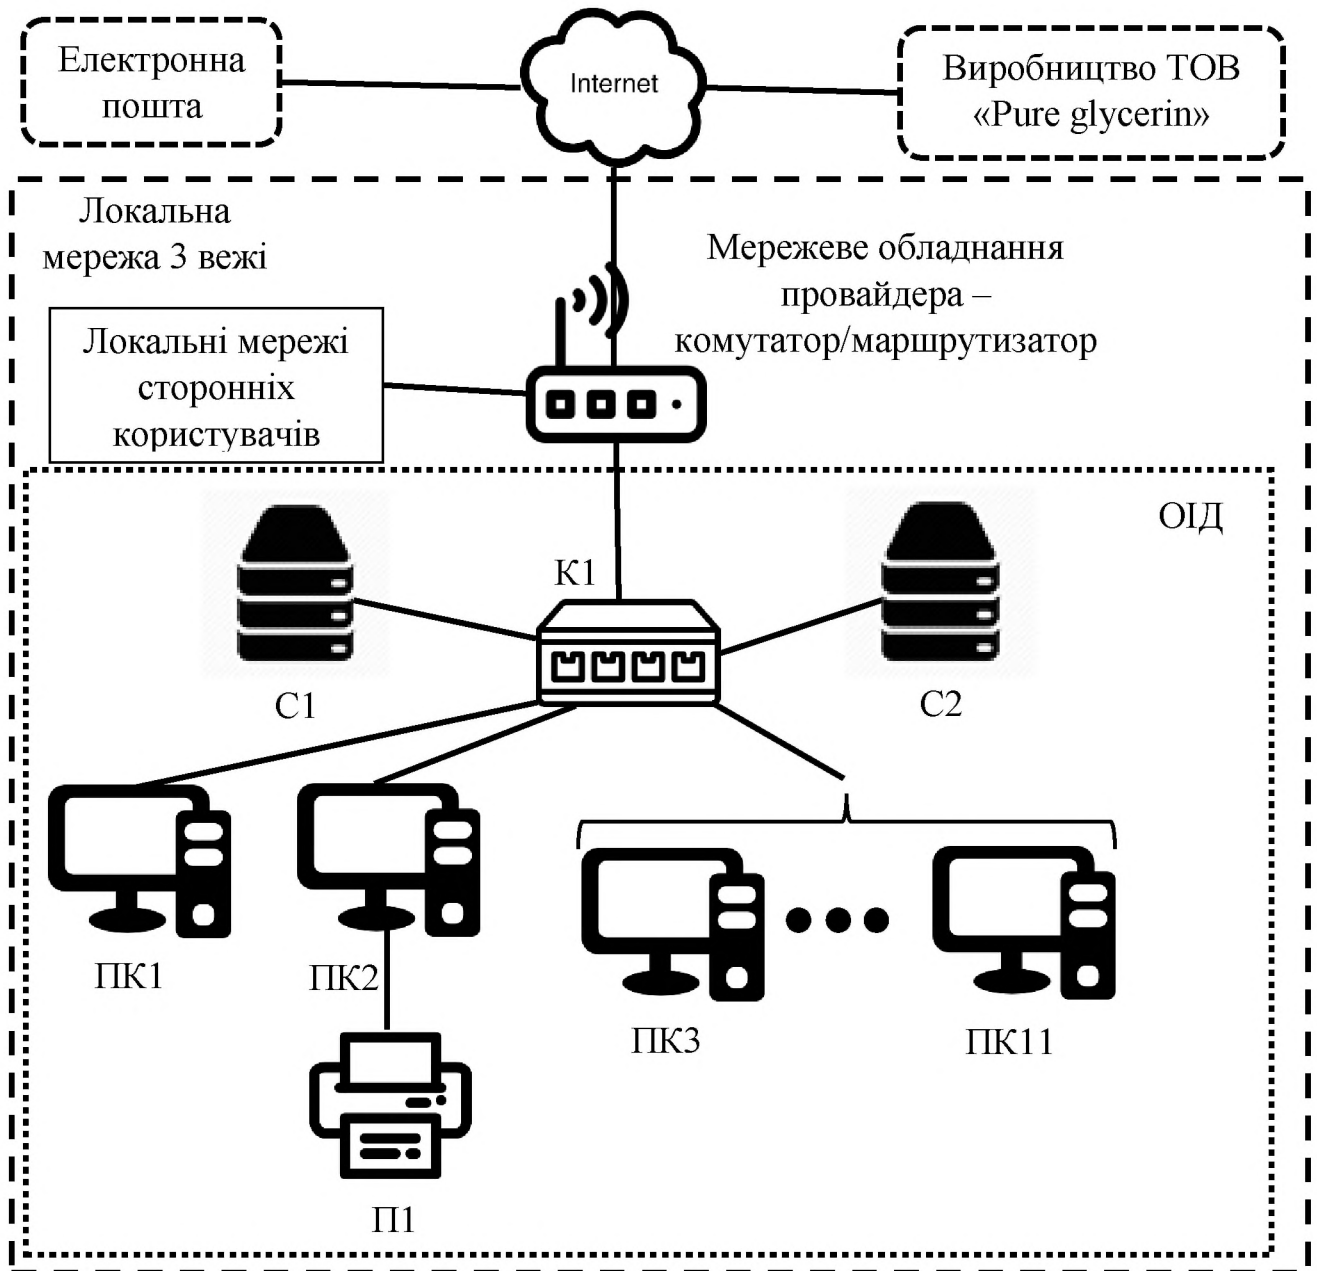 Електронна
пошта
Internet
Виробництво ТОВ
«Pure glycerin»
Локальна
мережа 3 вежі
Мережеве обладнання
провайдера –
комутатор/маршрутизатор
Локальні мережі
сторонніх
користувачів
ОІД
К1
С1
С2
ПК1
ПК2
ПК3
ПК11
П1